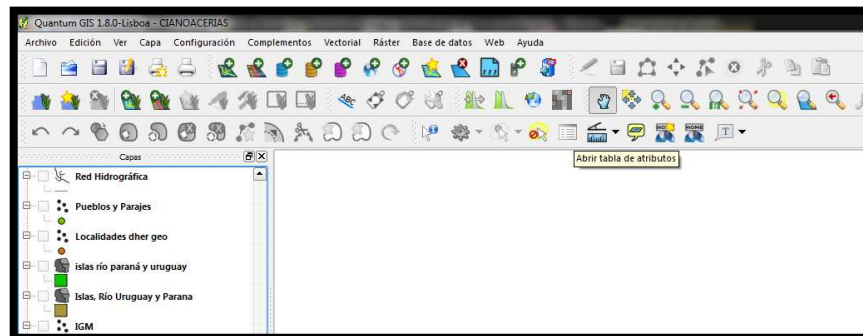 Quantum GIS 1.8.0-Lisboa - CIANOACERIAS
Archivo Edición Ver Capa Configuración Complementos Vectorial Ráster Base de datos Web Ayuda
ABC
T
Capas
Abrir tabla de atributos
Red Hidrográfica
Pueblos y Parajes
Localidades dher geo
islas río paraná y uruguay
Islas, Río Uruguay y Parana
IGM